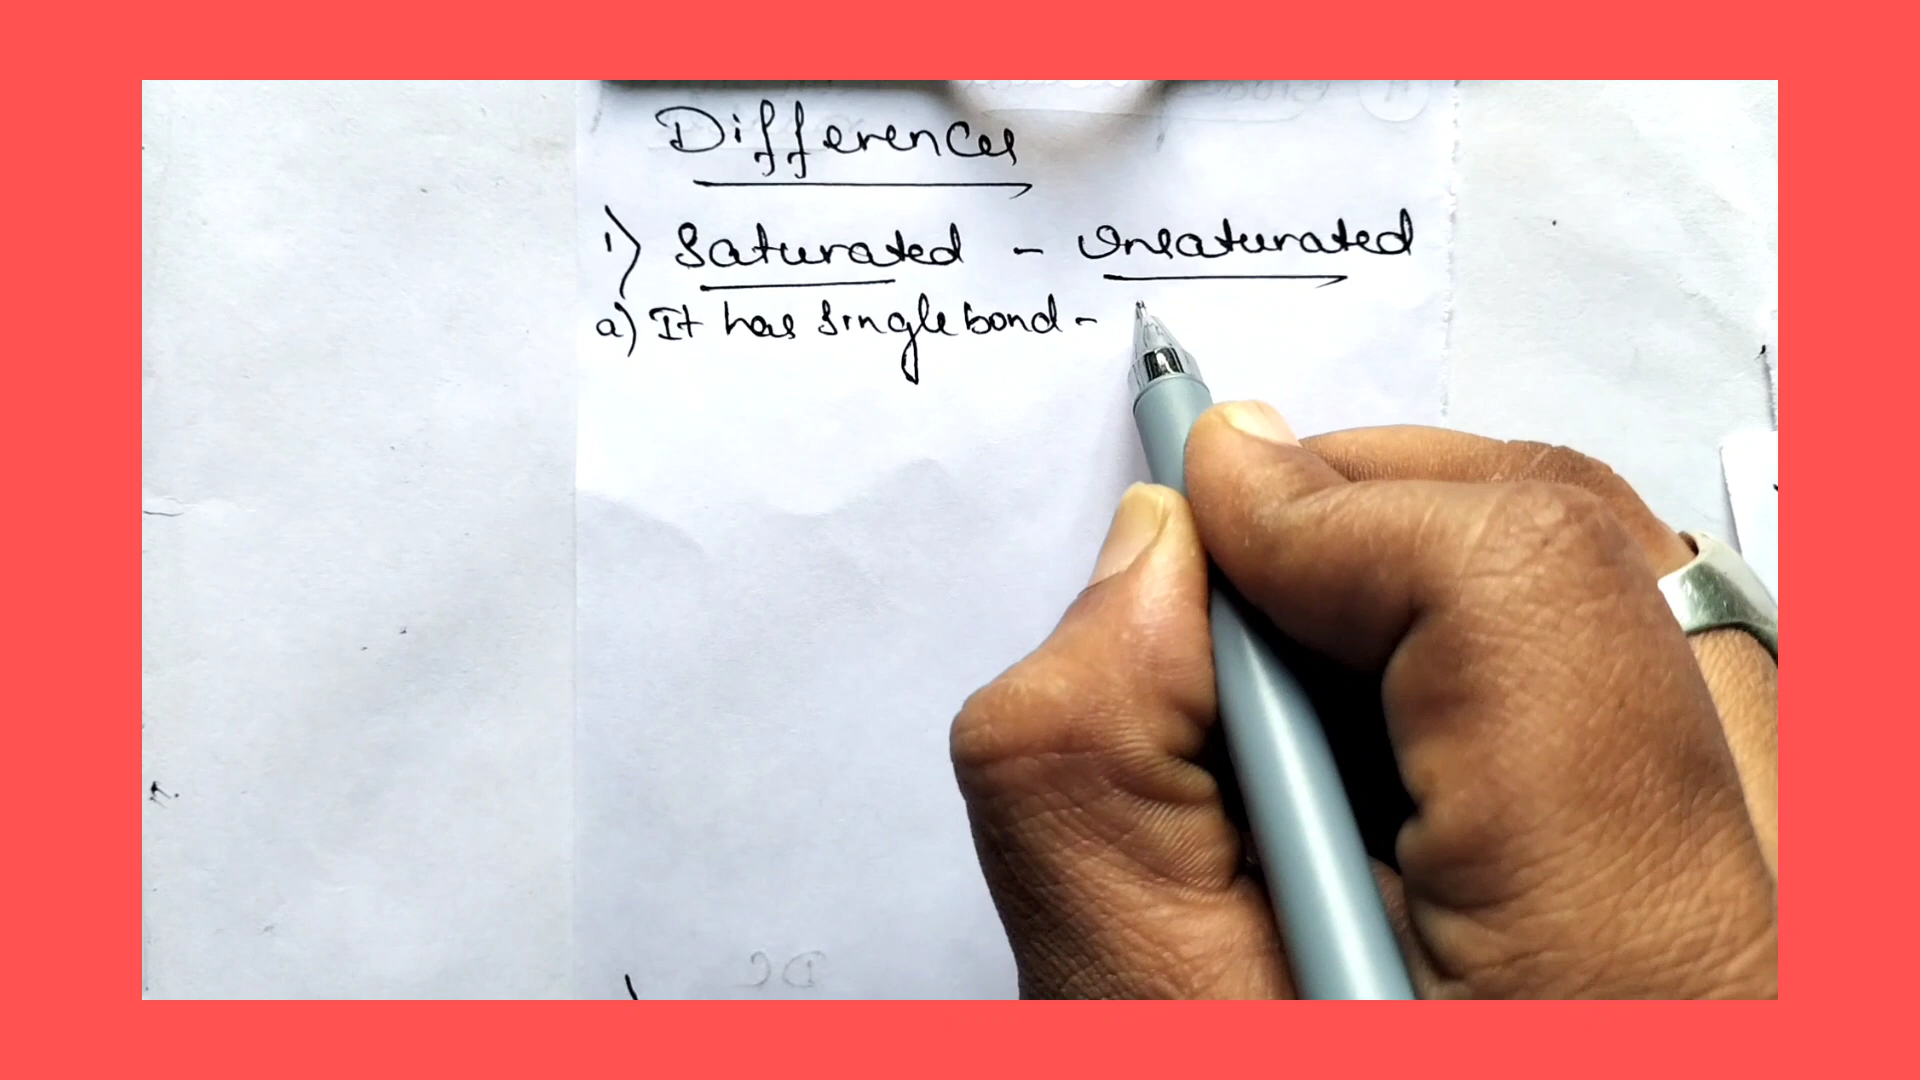 Differences
1) Saturated - Unsaturated
a) It has single bond -